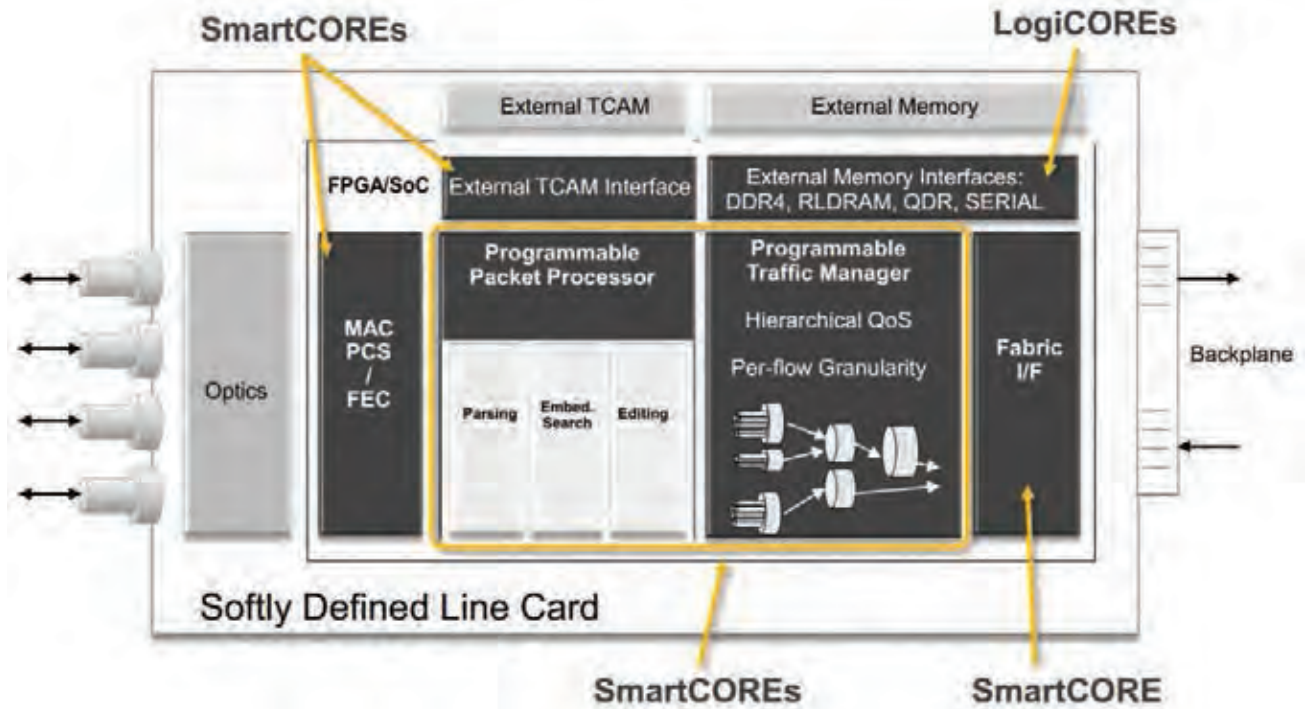 SmartCOREs
LogiCOREs
External TCAM
External Memory
FPGA/SoC
External TCAM Interface
External Memory Interfaces:
DDR4, RLDRAM, QDR, SERIAL
Programmable
Packet Processor
Programmable
Traffic Manager
Hierarchical QoS
Per-flow Granularity
MAC
PCS
/
FEC
Optics
Parsing
Embed.
Search
Editing
Fabric
I/F
Backplane
Softly Defined Line Card
SmartCOREs
SmartCORE